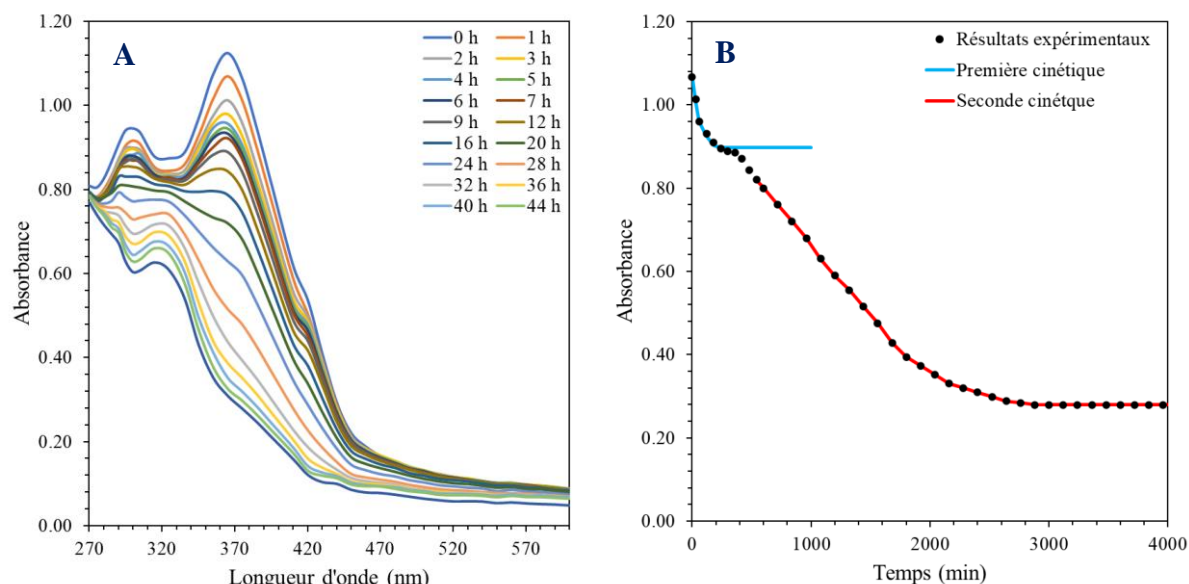 A
1.20
1.00
0.80
0.60
0.40
0.20
0.00
Absorbance
270 320 370 420 470 520 570
Longueur d'onde (nm)
0 h 1 h
2 h 3 h
4 h 5 h
6 h 7 h
9 h 12 h
16 h 20 h
24 h 28 h
32 h 36 h
40 h 44 h
B
1.20
1.00
0.80
0.60
0.40
0.20
0.00
Absorbance
0 1000 2000 3000 4000
Temps (min)
Résultats expérimentaux
Première cinétique
Seconde cinétque